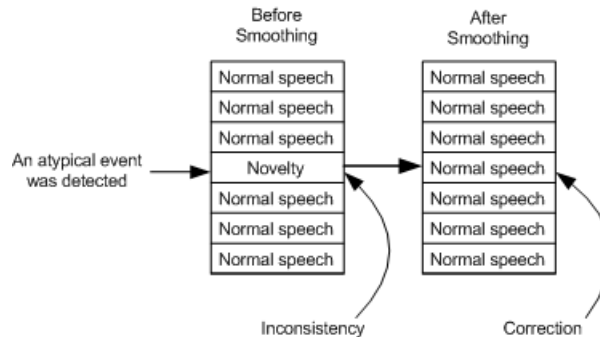 Before
Smoothing
After
Smoothing
An atypical event
was detected
Normal speech
Normal speech
Normal speech
Novelty
Normal speech
Normal speech
Normal speech
Normal speech
Normal speech
Normal speech
Normal speech
Normal speech
Normal speech
Normal speech
Inconsistency
Correction